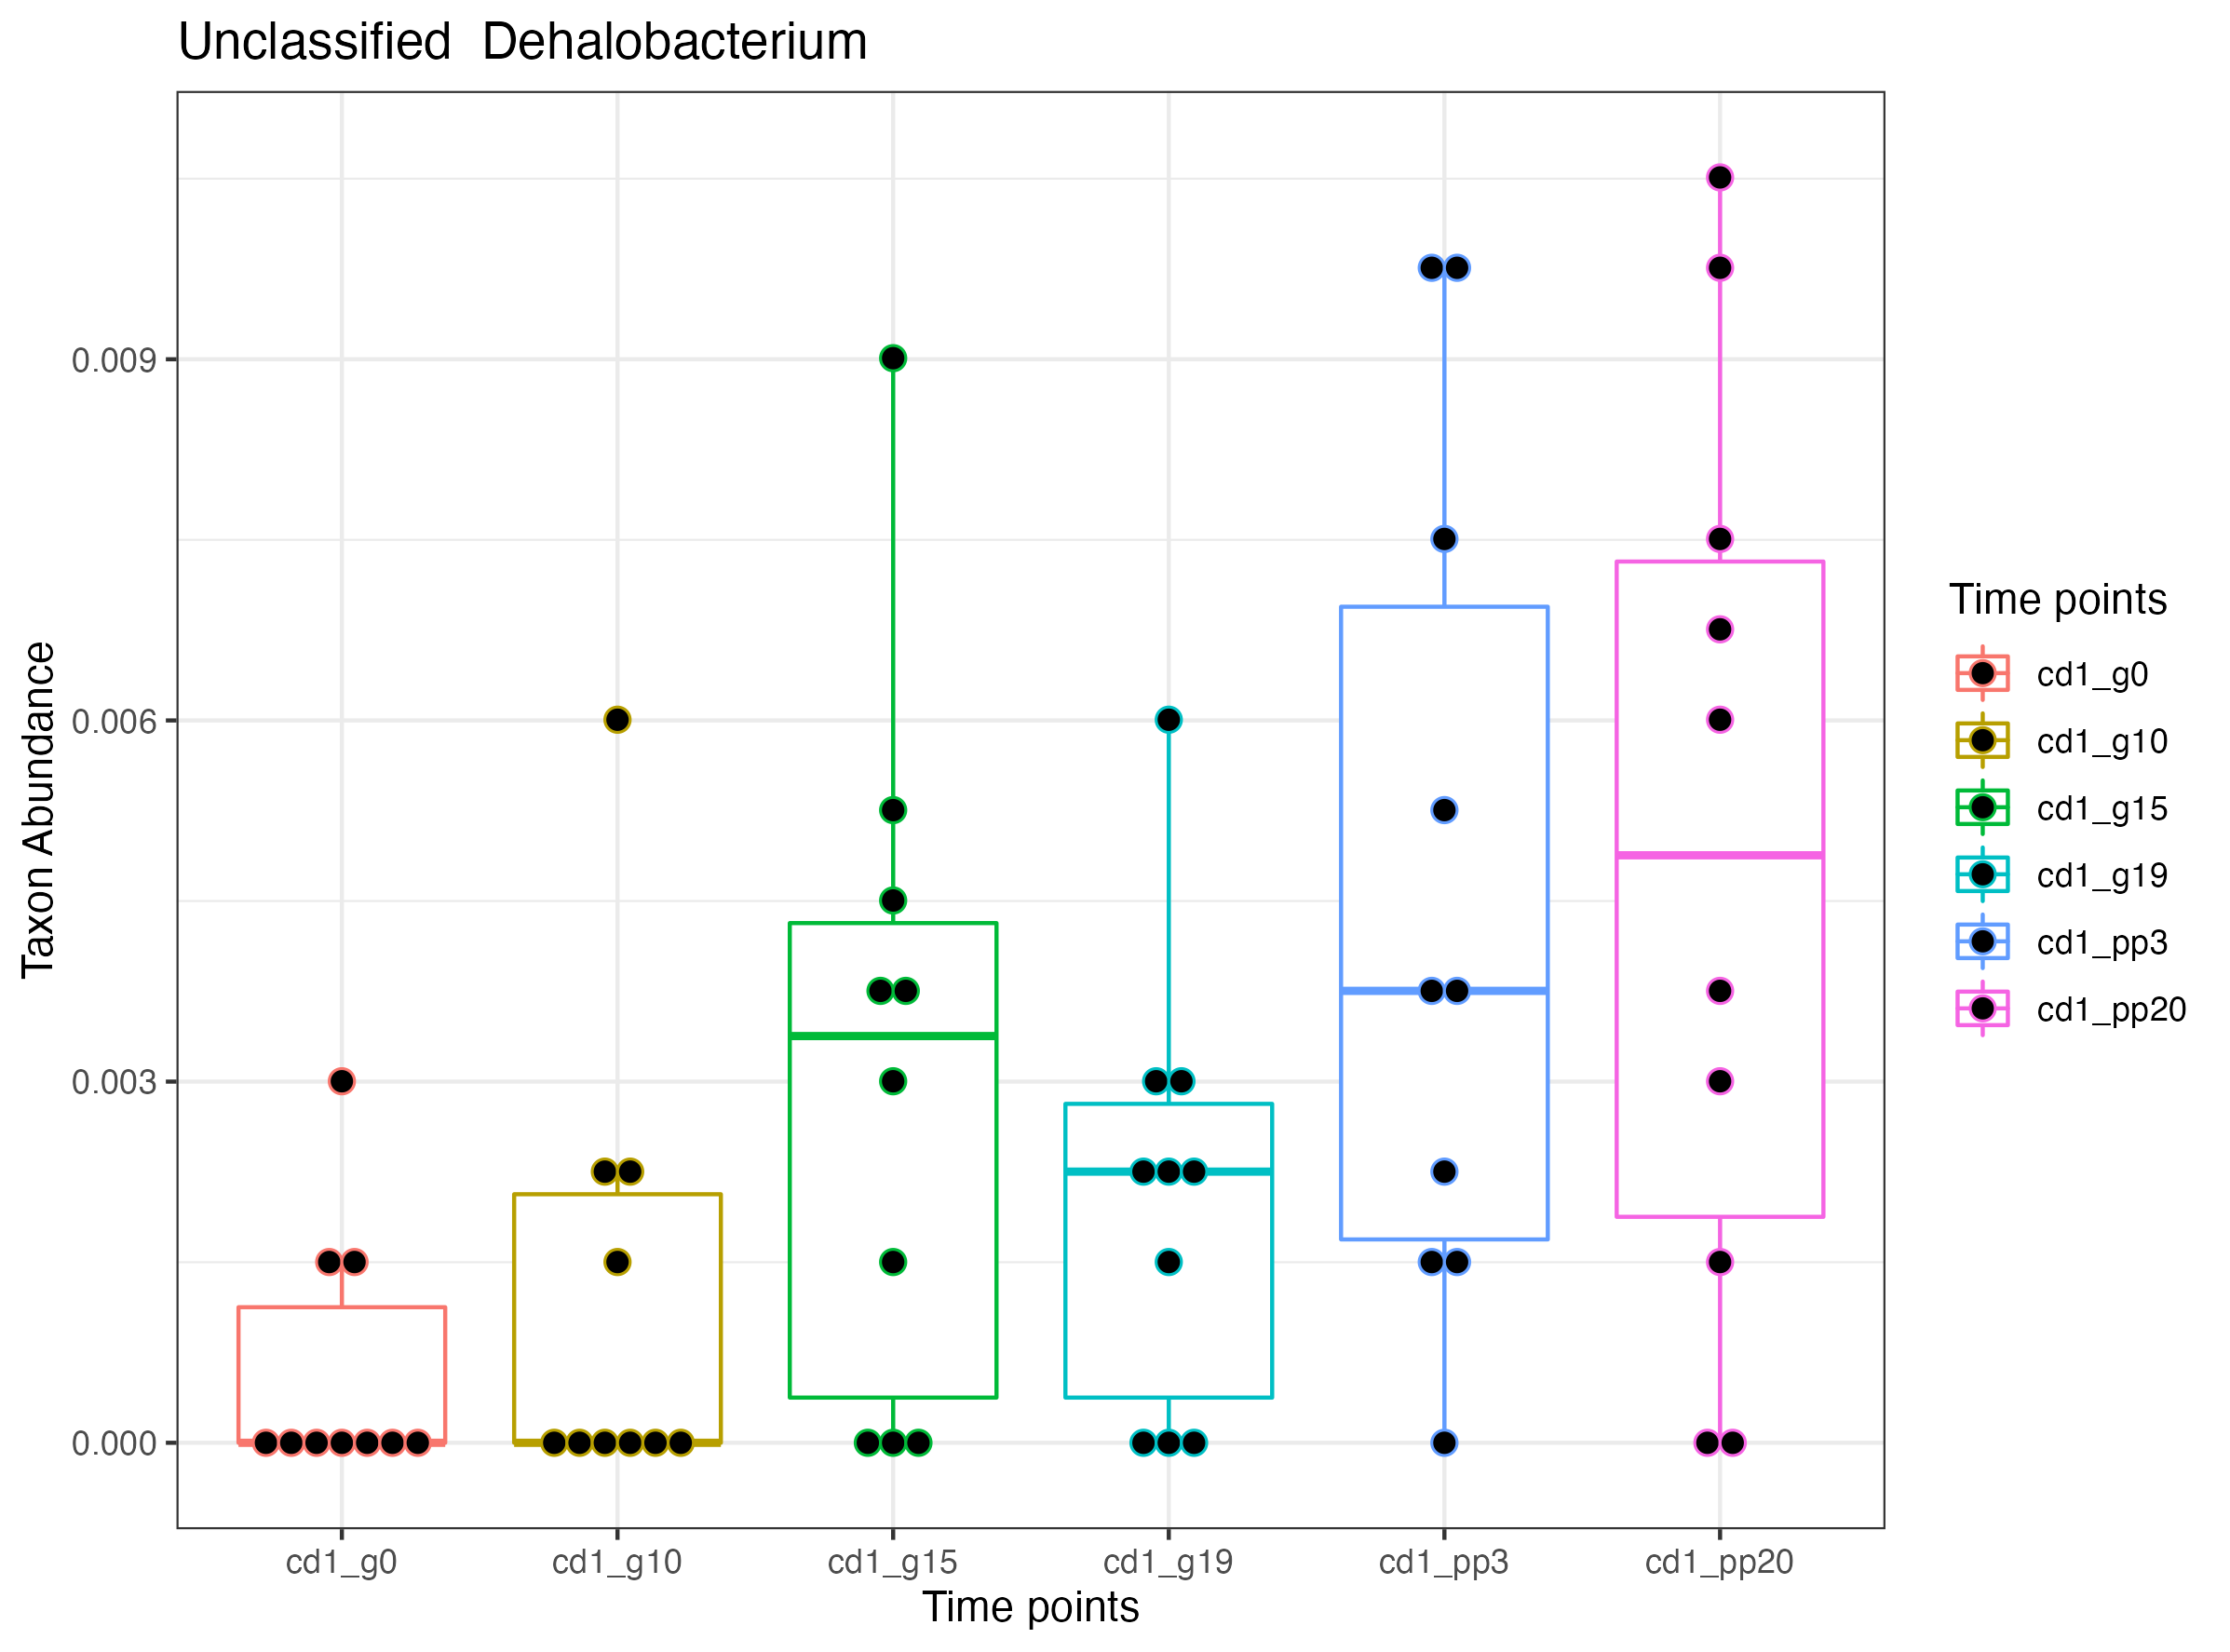 Unclassified  Dehalobacterium
Taxon Abundance
0.009
0.006
0.003
0.000
cd1_g0 cd1_g10 cd1_g15 cd1_g19 cd1_pp3 cd1_pp20
Time points
Time points
cd1_g0
cd1_g10
cd1_g15
cd1_g19
cd1_pp3
cd1_pp20